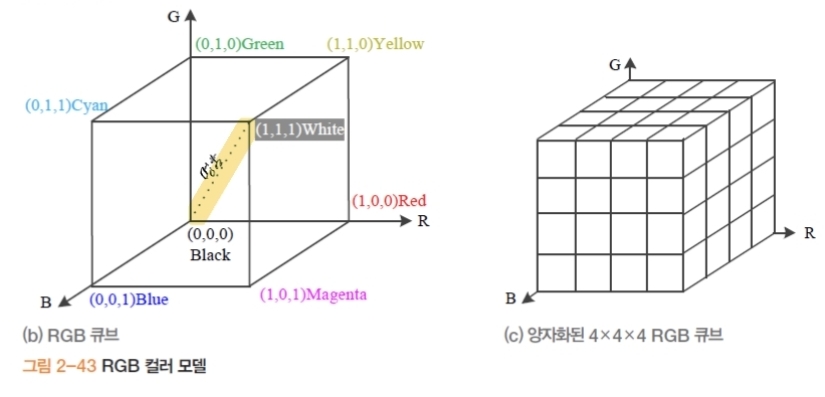 G
(0,1,0)Green
(1,1,0)Yellow
(0,1,1)Cyan
(1,1,1)White
(1,0,0)Red
R
(0,0,0)
Black
B
(0,0,1)Blue
(1,0,1)Magenta
(b) RGB 큐브
그림 2-43 RGB 컬러 모델
G
R
B
(c) 양자화된 4×4×4 RGB 큐브